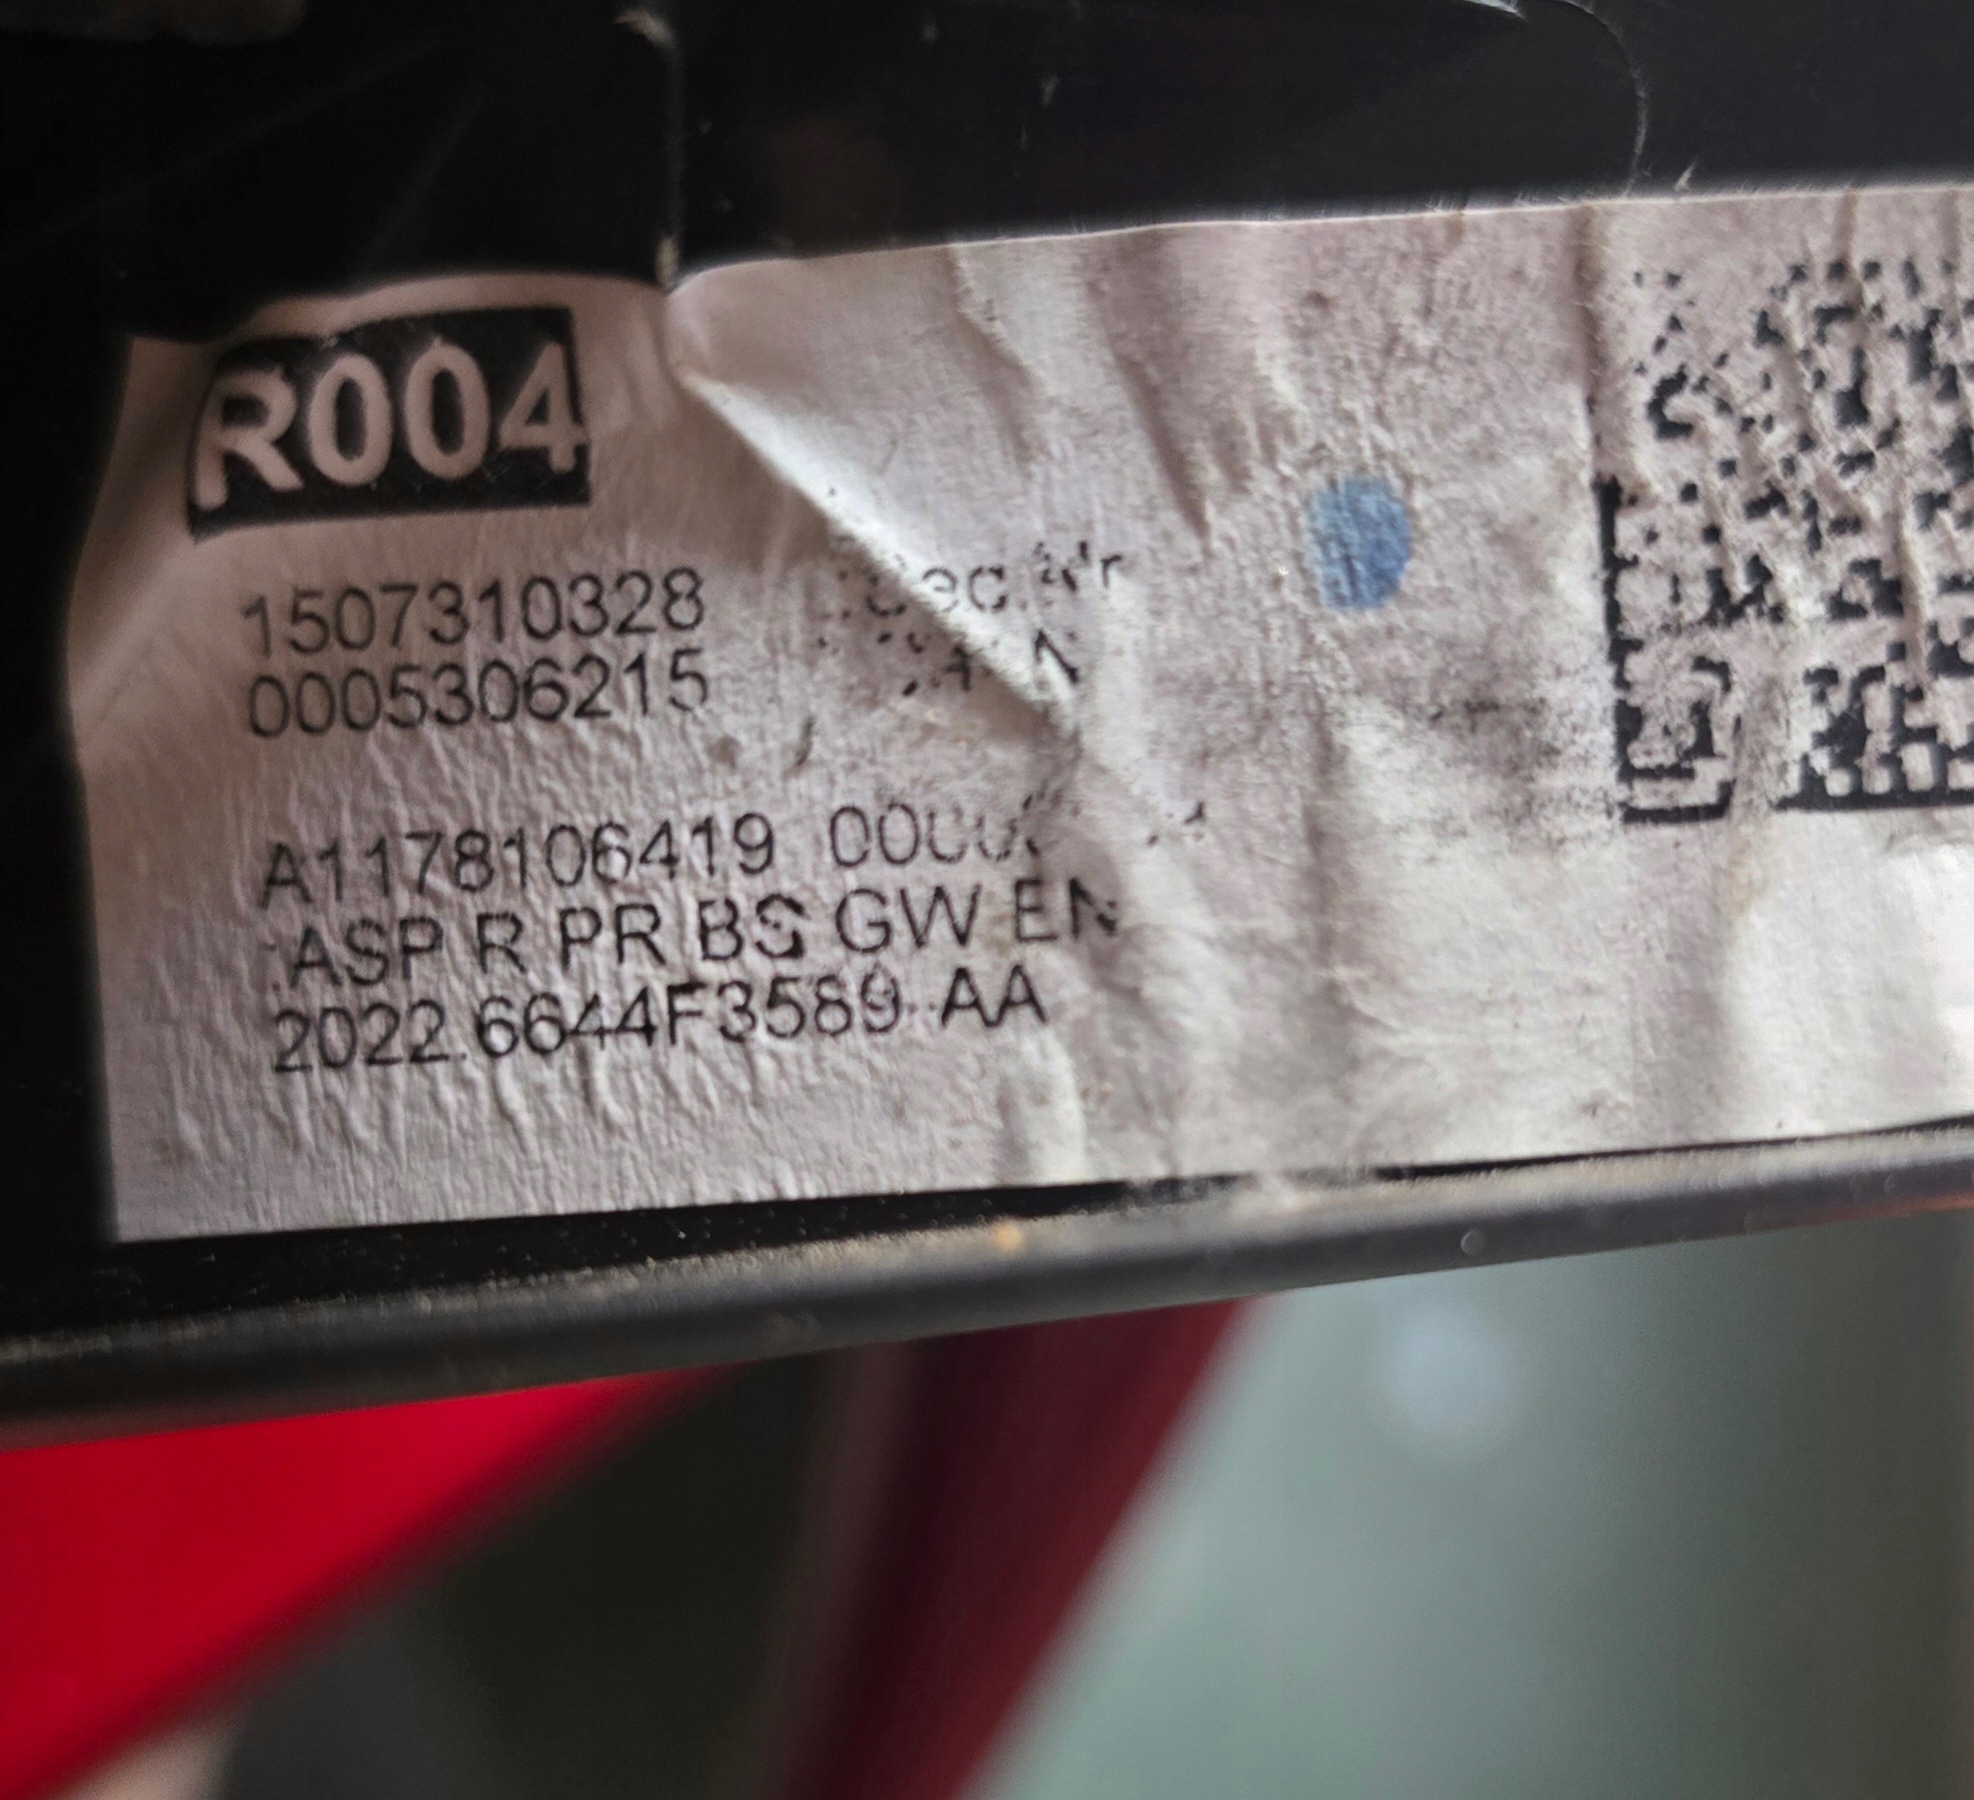 R004
1507310328
0005306215
A1178106419
ASP R PR BS GW EN
2022.6644F3589 AA